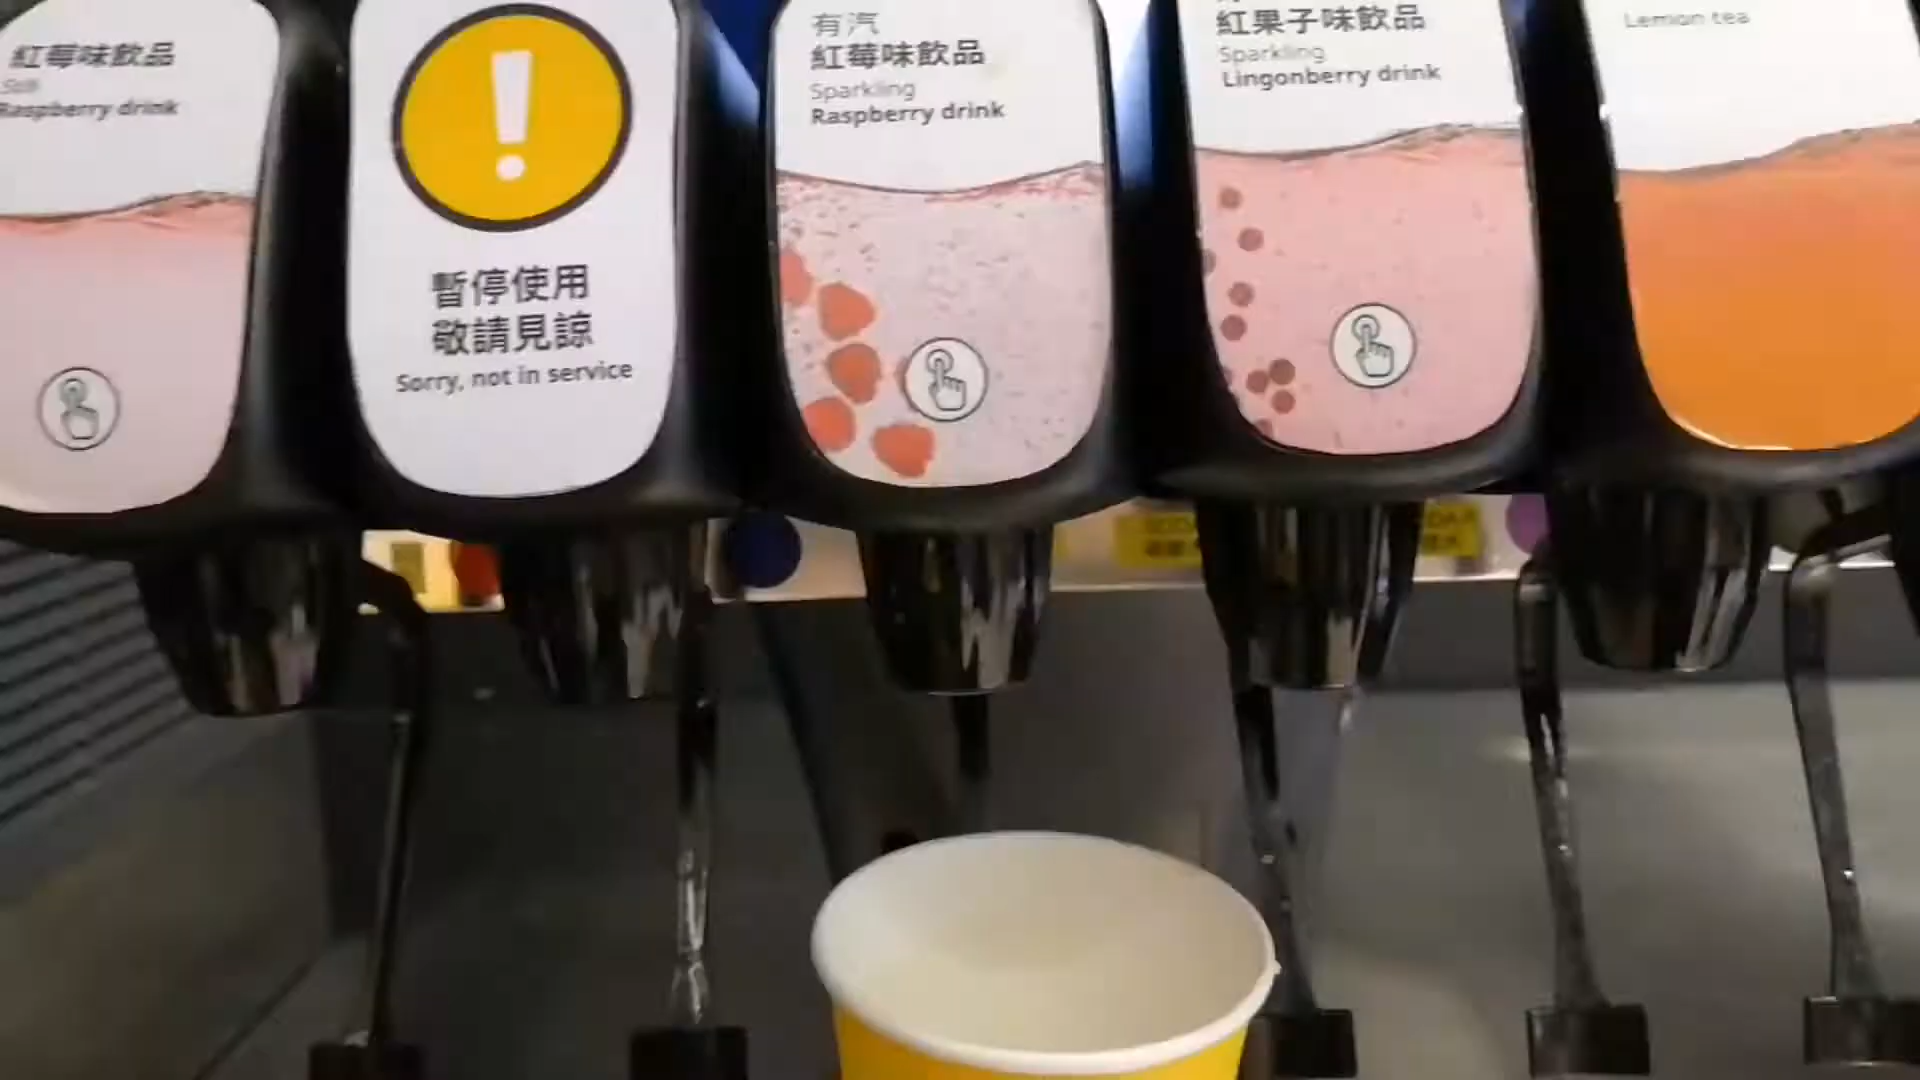 紅莓味飲品
Still
Raspberry drink
暫停使用
敬請見諒
Sorry, not in service
有汽
紅莓味飲品
Sparkling
Raspberry drink
紅果子味飲品
Sparkling
Lingonberry drink
Lemon tea